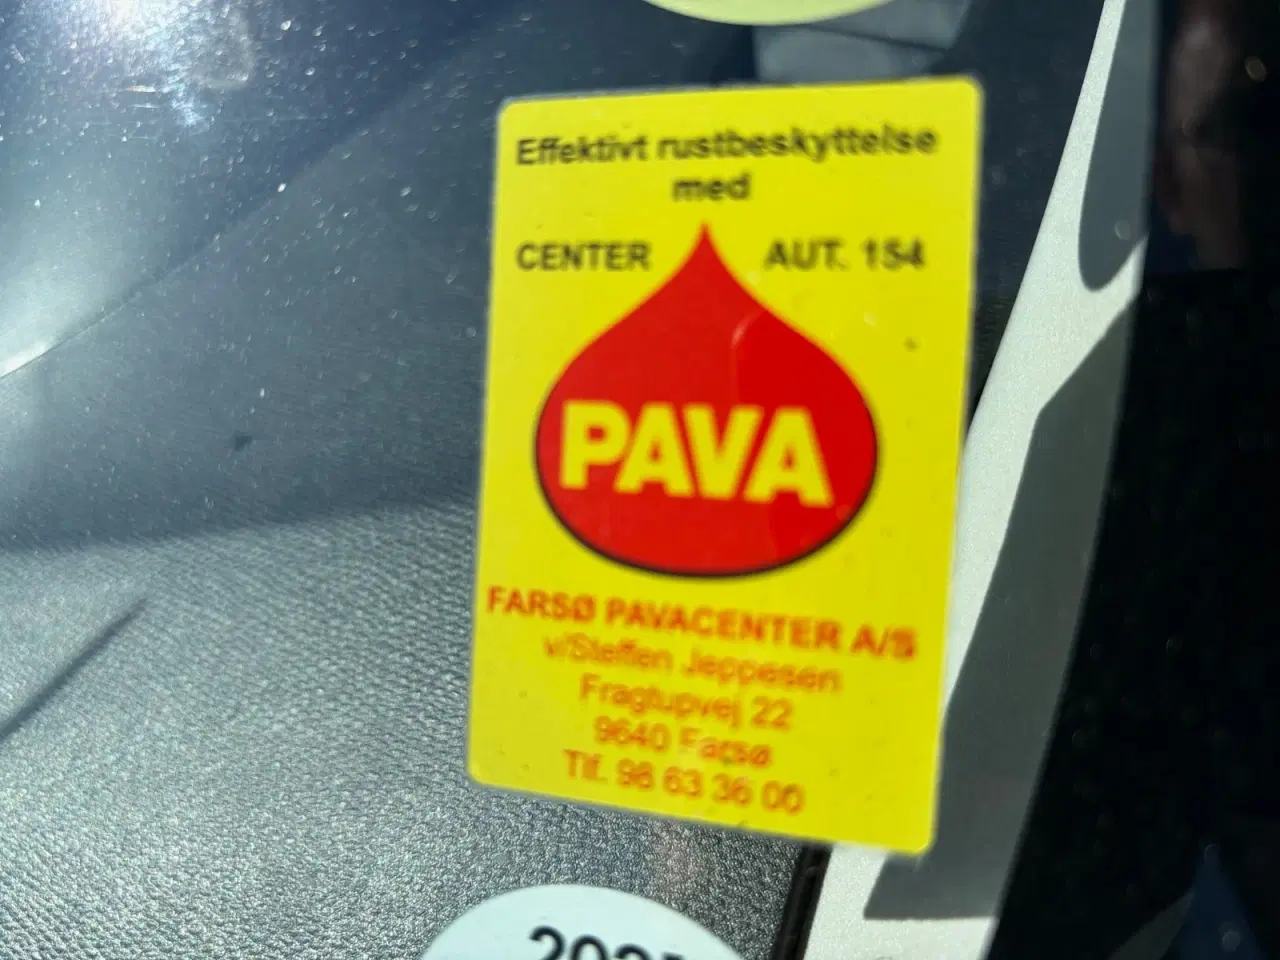 Effektivt rustbeskyttelse
med
CENTER AUT. 154
PAVA
FARSØ PAVACENTER A/S
v/Steffen Jeppesen
Fragtupvej 22
9640 Farsø
Tlf. 98 63 36 00